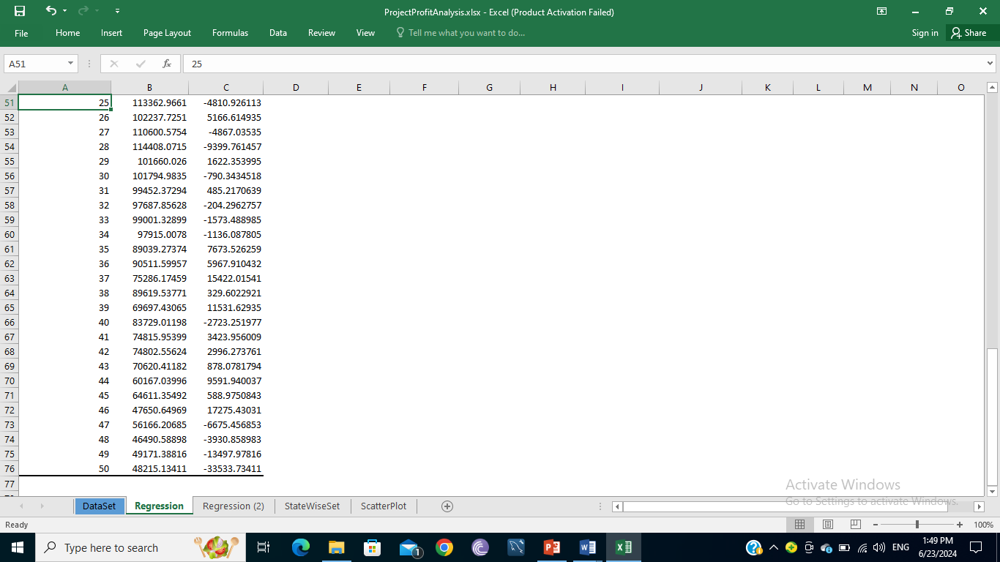 ProjectProfitAnalysis.xlsx - Excel (Product Activation Failed)
File Home Insert Page Layout Formulas Data Review View Tell me what you want to do... Sign in Share
A51 fx 25
A B C D E F G H I J K L M N O
51 25 113362.9661 -4810.926113
52 26 102237.7251 5166.614935
53 27 110600.5754 -4867.03535
54 28 114408.0715 -9399.761457
55 29 101660.026 1622.353995
56 30 101794.9835 -790.3434518
57 31 99452.37294 485.2170639
58 32 97687.85628 -204.2962757
59 33 99001.32899 -1573.488985
60 34 97915.0078 -1136.087805
61 35 89039.27374 7673.526259
62 36 90511.59957 5967.910432
63 37 75286.17459 15422.01541
64 38 89619.53771 329.6022921
65 39 69697.43065 11531.62935
66 40 83729.01198 -2723.251977
67 41 74815.95399 3423.956009
68 42 74802.55624 2996.273761
69 43 70620.41182 878.0781794
70 44 60167.03996 9591.940037
71 45 64611.35492 588.9750843
72 46 47650.64969 17275.43031
73 47 56166.20685 -6675.456853
74 48 46490.58898 -3930.858983
75 49 49171.38816 -13497.97816
76 50 48215.13411 -33533.73411
77
Activate Windows
Go to Settings to activate Windows.
DataSet Regression Regression (2) StateWiseSet ScatterPlot
Ready 100%
Type here to search 1 ENG 1:49 PM
6/23/2024